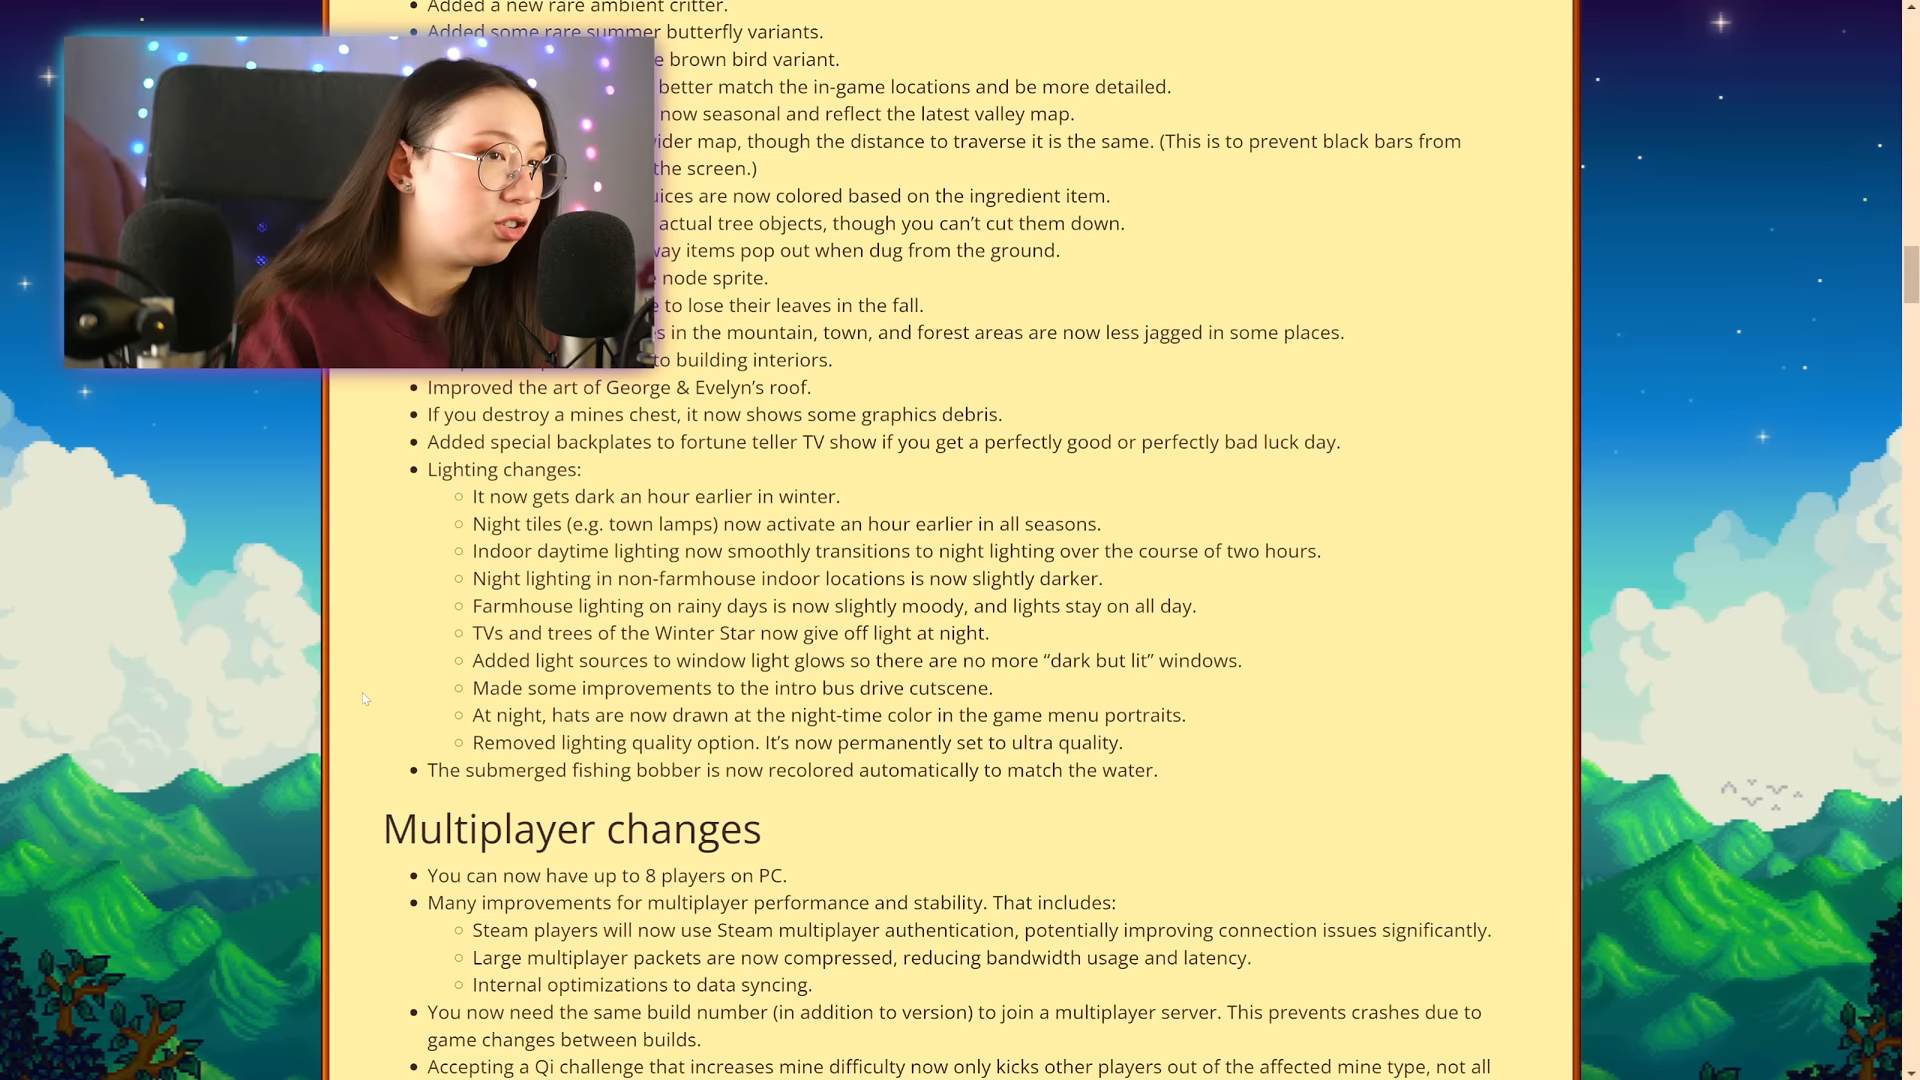 Added a new rare ambient critter.
Added some rare summer butterfly variants.
brown bird variant.
better match the in-game locations and be more detailed.
now seasonal and reflect the latest valley map.
map, though the distance to traverse it is the same. (This is to prevent black bars from
the screen.)
are now colored based on the ingredient item.
actual tree objects, though you can’t cut them down.
items pop out when dug from the ground.
node sprite.
to lose their leaves in the fall.
in the mountain, town, and forest areas are now less jagged in some places.
to building interiors.
Improved the art of George & Evelyn’s roof.
If you destroy a mines chest, it now shows some graphics debris.
Added special backplates to fortune teller TV show if you get a perfectly good or perfectly bad luck day.
Lighting changes:
It now gets dark an hour earlier in winter.
Night tiles (e.g. town lamps) now activate an hour earlier in all seasons.
Indoor daytime lighting now smoothly transitions to night lighting over the course of two hours.
Night lighting in non-farmhouse indoor locations is now slightly darker.
Farmhouse lighting on rainy days is now slightly moody, and lights stay on all day.
TVs and trees of the Winter Star now give off light at night.
Added light sources to window light glows so there are no more “dark but lit” windows.
Made some improvements to the intro bus drive cutscene.
At night, hats are now drawn at the night-time color in the game menu portraits.
Removed lighting quality option. It’s now permanently set to ultra quality.
The submerged fishing bobber is now recolored automatically to match the water.
Multiplayer changes
You can now have up to 8 players on PC.
Many improvements for multiplayer performance and stability. That includes:
Steam players will now use Steam multiplayer authentication, potentially improving connection issues significantly.
Large multiplayer packets are now compressed, reducing bandwidth usage and latency.
Internal optimizations to data syncing.
You now need the same build number (in addition to version) to join a multiplayer server. This prevents crashes due to
game changes between builds.
Accepting a Qi challenge that increases mine difficulty now only kicks other players out of the affected mine type, not all